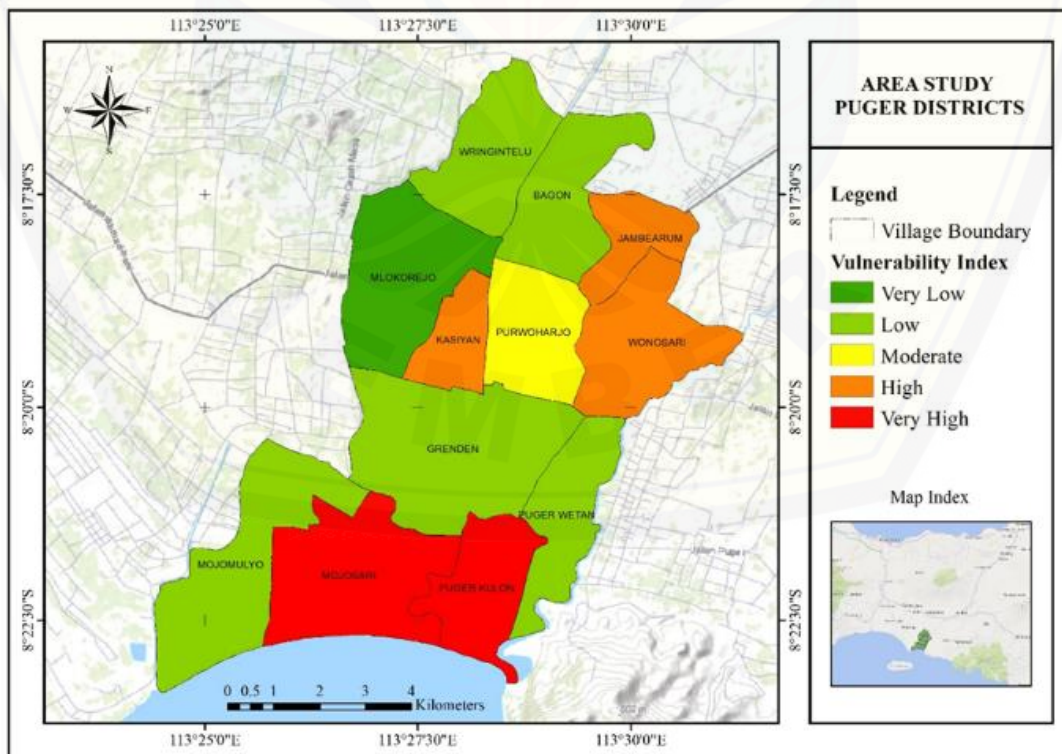 113°25'0"E
113°27'30"E
113°30'0"E
N
W
E
S
8°17'30"S
8°17'30"S
8°20'0"S
8°20'0"S
8°22'30"S
8°22'30"S
WRINGINTELU
BAGON
JAMBEARUM
MLOKOREJO
KASIYAN
PURWOHARJO
WONOSARI
GRENDEN
PUGER WETAN
MOJOMULYO
MOJOSARI
PUGER KULON
0 0.5 1 2 3 4
Kilometers
113°25'0"E
113°27'30"E
113°30'0"E
AREA STUDY
PUGER DISTRICTS
Legend
Village Boundary
Vulnerability Index
Very Low
Low
Moderate
High
Very High
Map Index